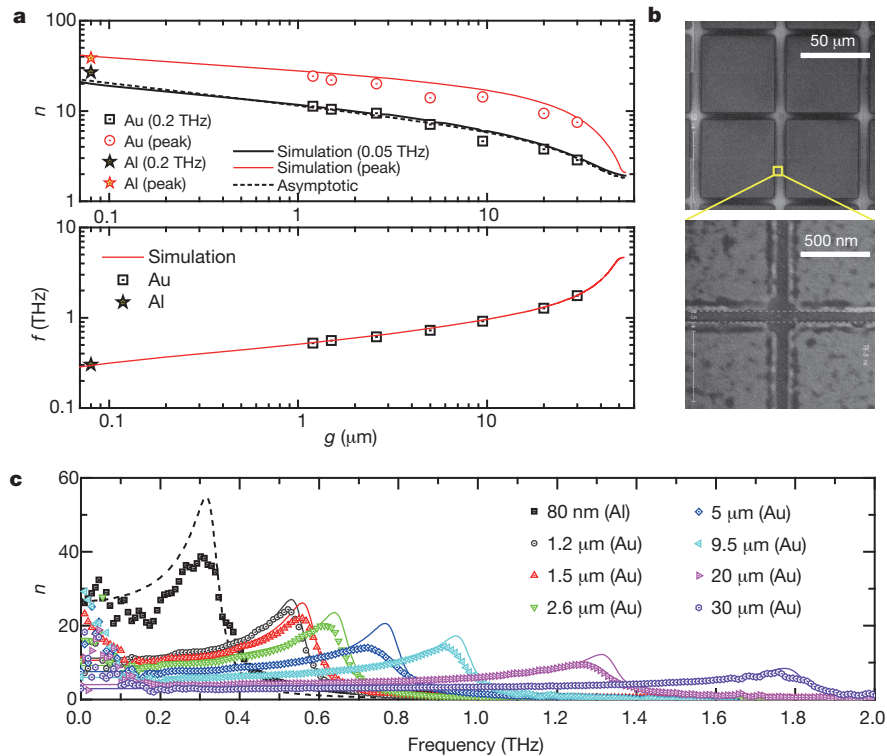 a
100
10
1
n
Au (0.2 THz)
Au (peak)
Al (0.2 THz)
Al (peak)
Simulation (0.05 THz)
Simulation (peak)
Asymptotic
0.1
1
10
10
1
0.1
f (THz)
Simulation
Au
Al
0.1
1
10
g (μm)
b
50 μm
500 nm
c
60
40
20
0
n
80 nm (Al)
1.2 μm (Au)
1.5 μm (Au)
2.6 μm (Au)
5 μm (Au)
9.5 μm (Au)
20 μm (Au)
30 μm (Au)
0.0 0.2 0.4 0.6 0.8 1.0 1.2 1.4 1.6 1.8 2.0
Frequency (THz)